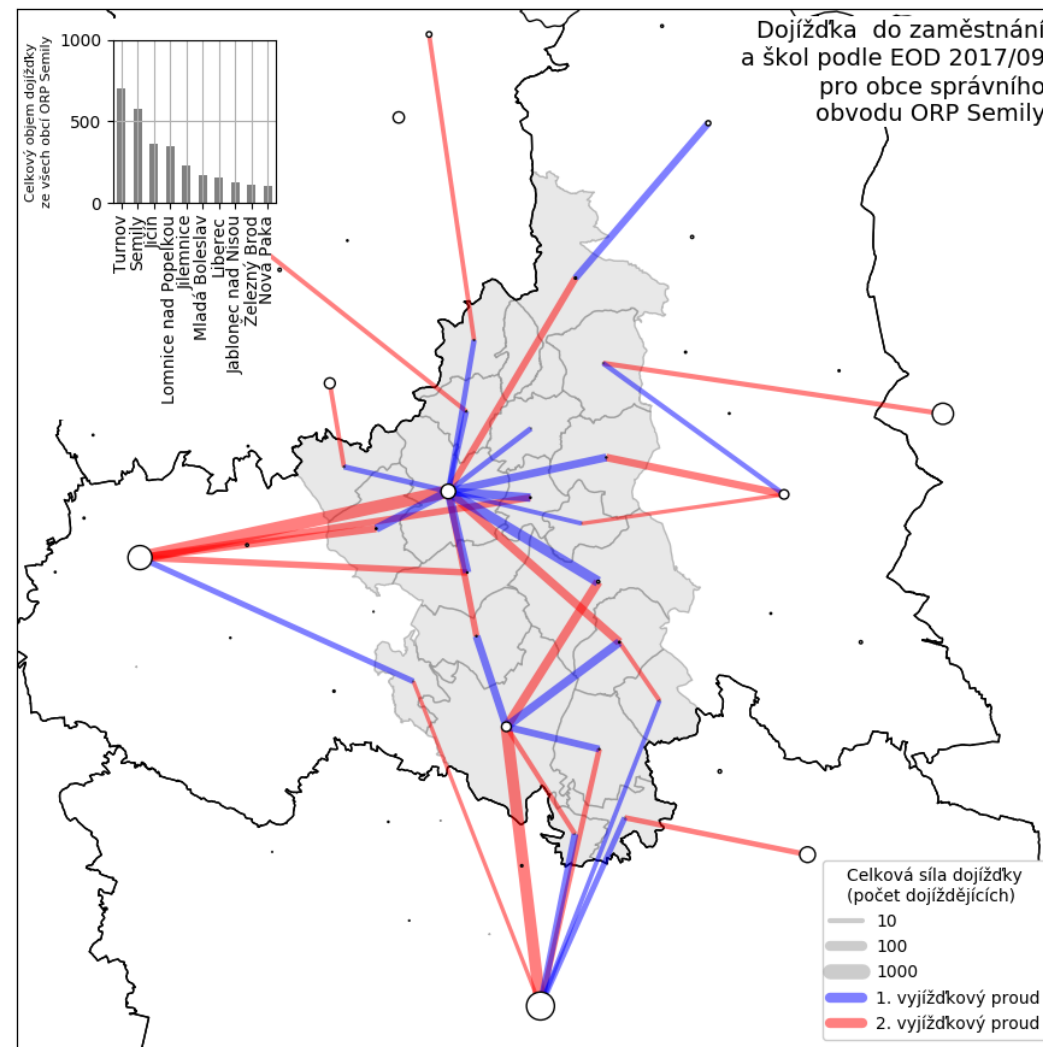 Dojížďka  do zaměstnání
a škol podle EOD 2017/09
pro obce správního
obvodu ORP Semily
Celkový objem dojížďky
ze všech obcí ORP Semily
1000
500
0
Turnov
Semily
Jičín
Lomnice nad Popelkou
Jilemnice
Mladá Boleslav
Liberec
Jablonec nad Nisou
Železný Brod
Nová Paka
Celková síla dojížďky
(počet dojíždějících)
10
100
1000
1. vyjížďkový proud
2. vyjížďkový proud